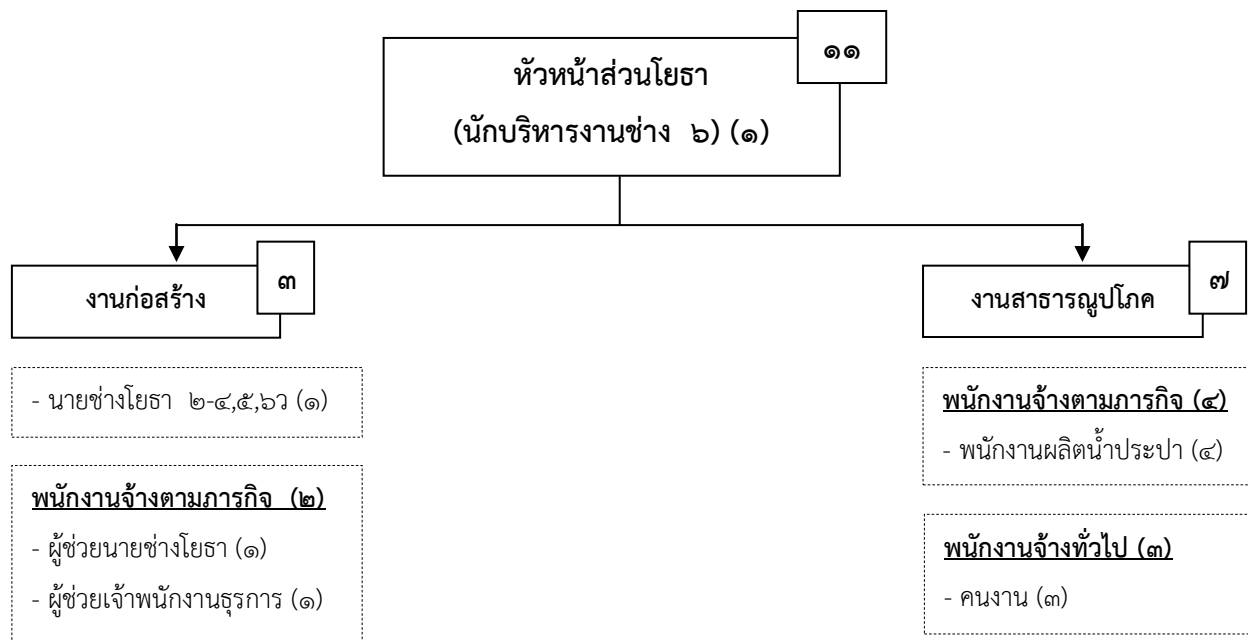 ๑๑
หัวหน้าส่วนโยธา
(นักบริหารงานช่าง ๖) (๑)
๓
งานก่อสร้าง
- นายช่างโยธา ๒-๔,๕,๖ว (๑)
พนักงานจ้างตามภารกิจ (๒)
- ผู้ช่วยนายช่างโยธา (๑)
- ผู้ช่วยเจ้าพนักงานธุรการ (๑)
๗
งานสาธารณูปโภค
พนักงานจ้างตามภารกิจ (๔)
- พนักงานผลิตน้ำประปา (๔)
พนักงานจ้างทั่วไป (๓)
- คนงาน (๓)